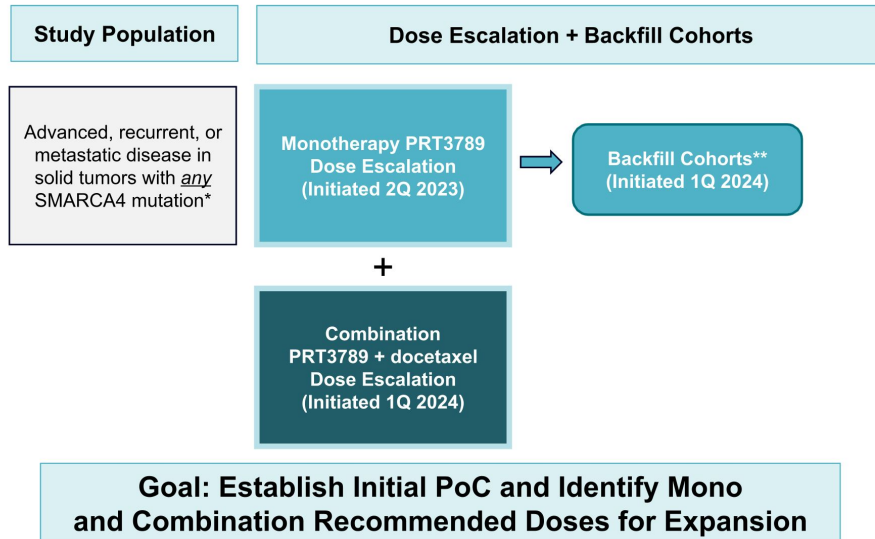 Study Population
Dose Escalation + Backfill Cohorts
Advanced, recurrent, or
metastatic disease in
solid tumors with any
SMARCA4 mutation*
Monotherapy PRT3789
Dose Escalation
(Initiated 2Q 2023)
Backfill Cohorts**
(Initiated 1Q 2024)
+
Combination
PRT3789 + docetaxel
Dose Escalation
(Initiated 1Q 2024)
Goal: Establish Initial PoC and Identify Mono
and Combination Recommended Doses for Expansion